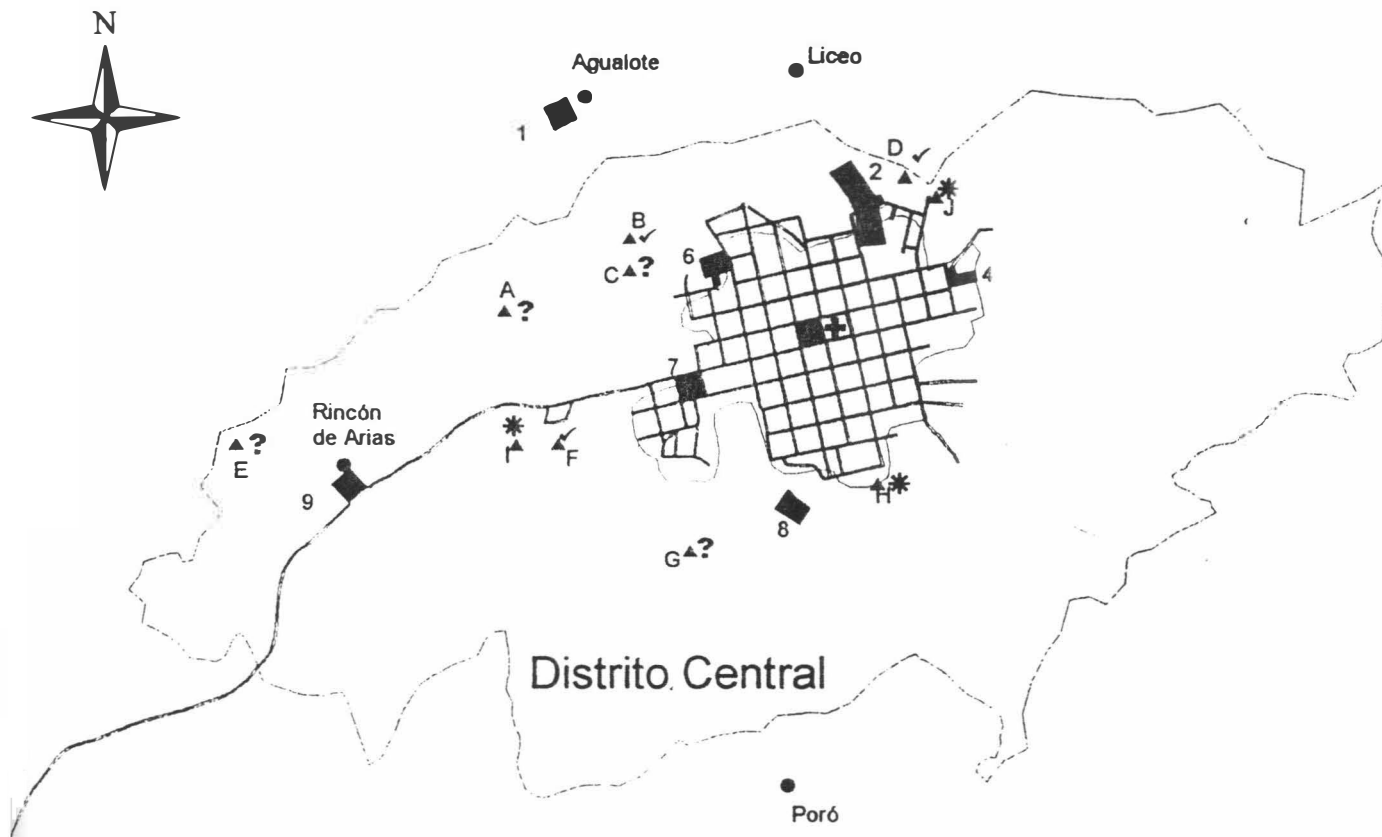 N
Agualote
Liceo
1
D ✓
2
J
B
✓
6
C ?
4
A
?
7
Rincón
de Arias
E ?
I
F ✓
9
H
8
G ?
Distrito Central
Poró